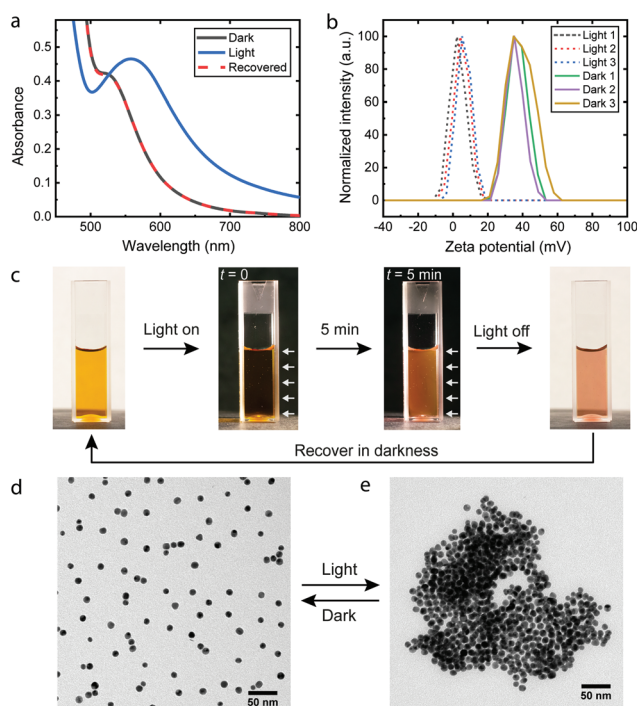 a
0.5
0.4
0.3
0.2
0.1
0.0
Absorbance
500
600
700
800
Wavelength (nm)
Dark
Light
Recovered
b
100
80
60
40
20
0
Normalized intensity (a.u.)
-40
-20
0
20
40
60
80
100
Zeta potential (mV)
Light 1
Light 2
Light 3
Dark 1
Dark 2
Dark 3
c
Light on
t = 0
5 min
t = 5 min
Light off
Recover in darkness
d
50 nm
Light
Dark
e
50 nm